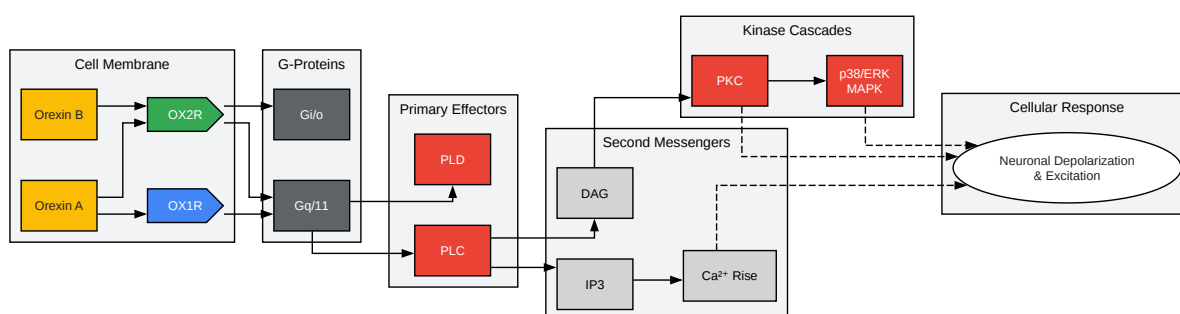 Cell Membrane
Orexin B
OX2R
Orexin A
OX1R
G-Proteins
Gi/o
Gq/11
Primary Effectors
PLD
PLC
Second Messengers
DAG
IP3
Ca²⁺ Rise
Kinase Cascades
PKC
p38/ERK
MAPK
Cellular Response
Neuronal Depolarization
& Excitation